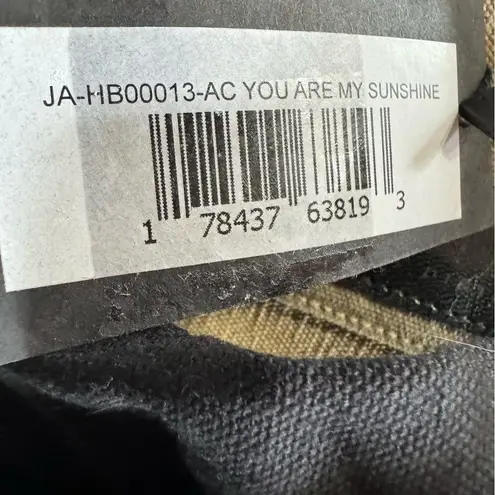 JA-HB00013-AC YOU ARE MY SUNSHINE
1 78437 63819 3